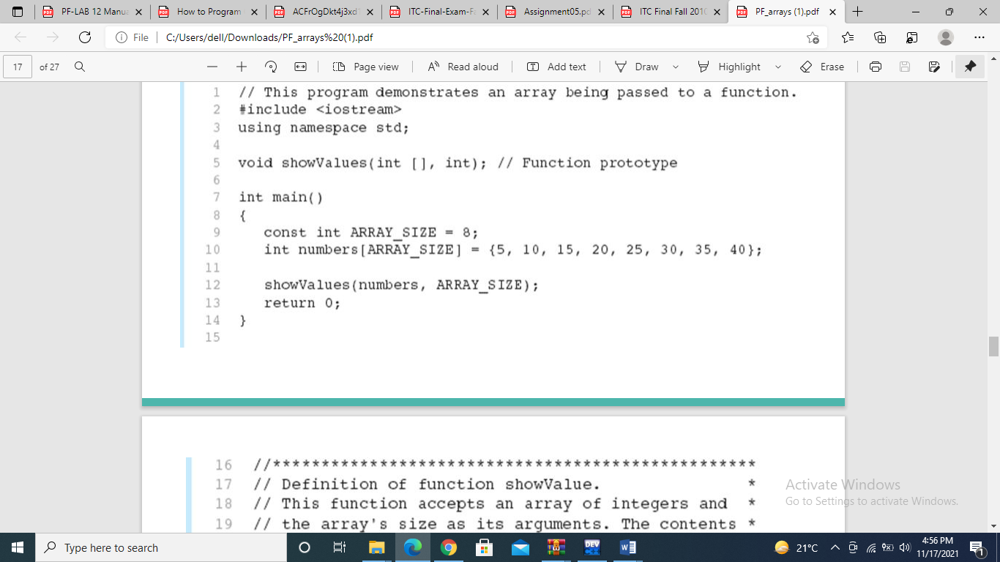 PF-LAB 12 Manua
How to Program
ACFrOgDkt4j3xd1
ITC-Final-Exam-Fa
Assignment05.pd
ITC Final Fall 2010
PF_arrays (1).pdf
File | C:/Users/dell/Downloads/PF_arrays%20(1).pdf
17 of 27
Page view
Read aloud
Add text
Draw
Highlight
Erase
1 // This program demonstrates an array being passed to a function.
2 #include <iostream>
3 using namespace std;
4
5 void showValues(int [], int); // Function prototype
6
7 int main()
8 {
9 const int ARRAY_SIZE = 8;
10 int numbers[ARRAY_SIZE] = {5, 10, 15, 20, 25, 30, 35, 40};
11
12 showValues(numbers, ARRAY_SIZE);
13 return 0;
14 }
15
16 //**************************************************
17 // Definition of function showValue. *
18 // This function accepts an array of integers and *
19 // the array's size as its arguments. The contents *
Activate Windows
Go to Settings to activate Windows.
Type here to search
DEV
21°C
4:56 PM
11/17/2021
1